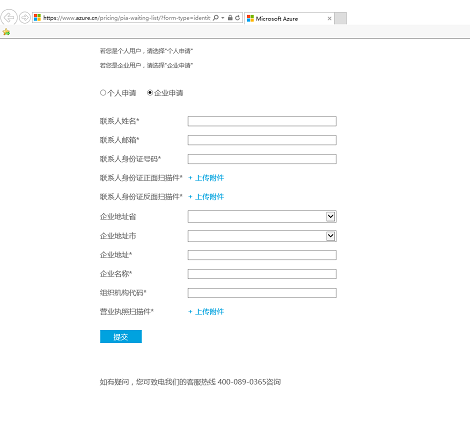 https://www.azure.cn/pricing/pia-waiting-list/?form-type=identit
Microsoft Azure
若您是个人用户，请选择"个人申请"
若您是企业用户，请选择"企业申请"
个人申请 企业申请
联系人姓名*
联系人邮箱*
联系人身份证号码*
联系人身份证正面扫描件* + 上传附件
联系人身份证反面扫描件* + 上传附件
企业地址省
企业地址市
企业地址*
企业名称*
组织机构代码*
营业执照扫描件* + 上传附件
提交
如有疑问，您可致电我们的客服热线 400-089-0365咨询